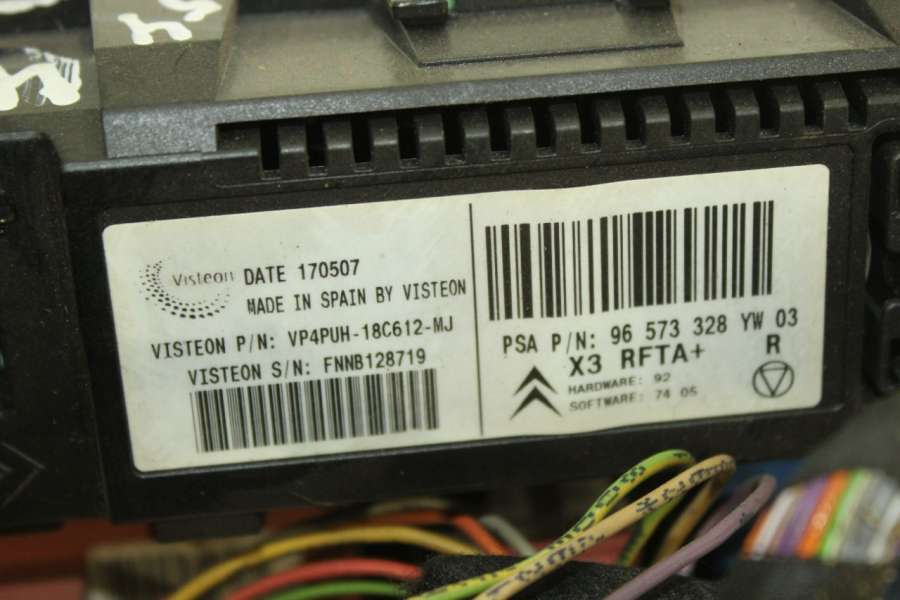 Visteon
DATE 170507
MADE IN SPAIN BY VISTEON
VISTEON P/N: VP4PUH-18C612-MJ
VISTEON S/N: FNNB128719
PSA P/N: 96 573 328 YW 03
X3 RFTA+ R
HARDWARE: 92
SOFTWARE: 74 05